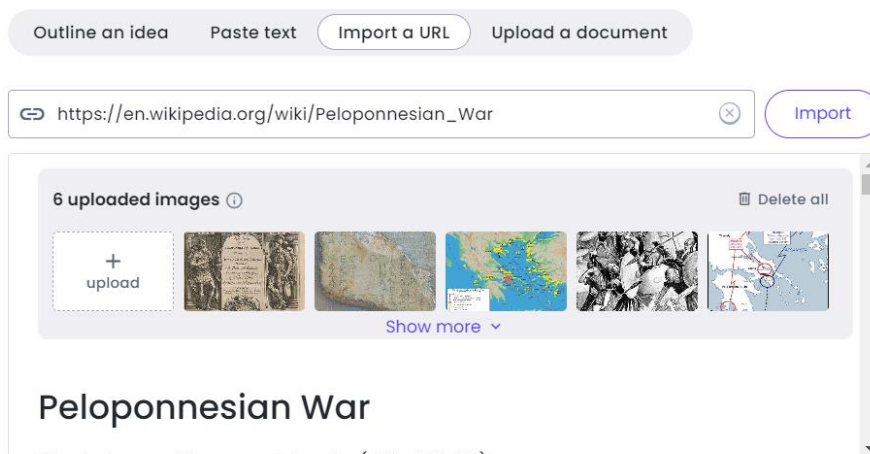 Outline an idea Paste text Import a URL Upload a document
https://en.wikipedia.org/wiki/Peloponnesian_War Import
6 uploaded images Delete all
+
upload
Show more
Peloponnesian War